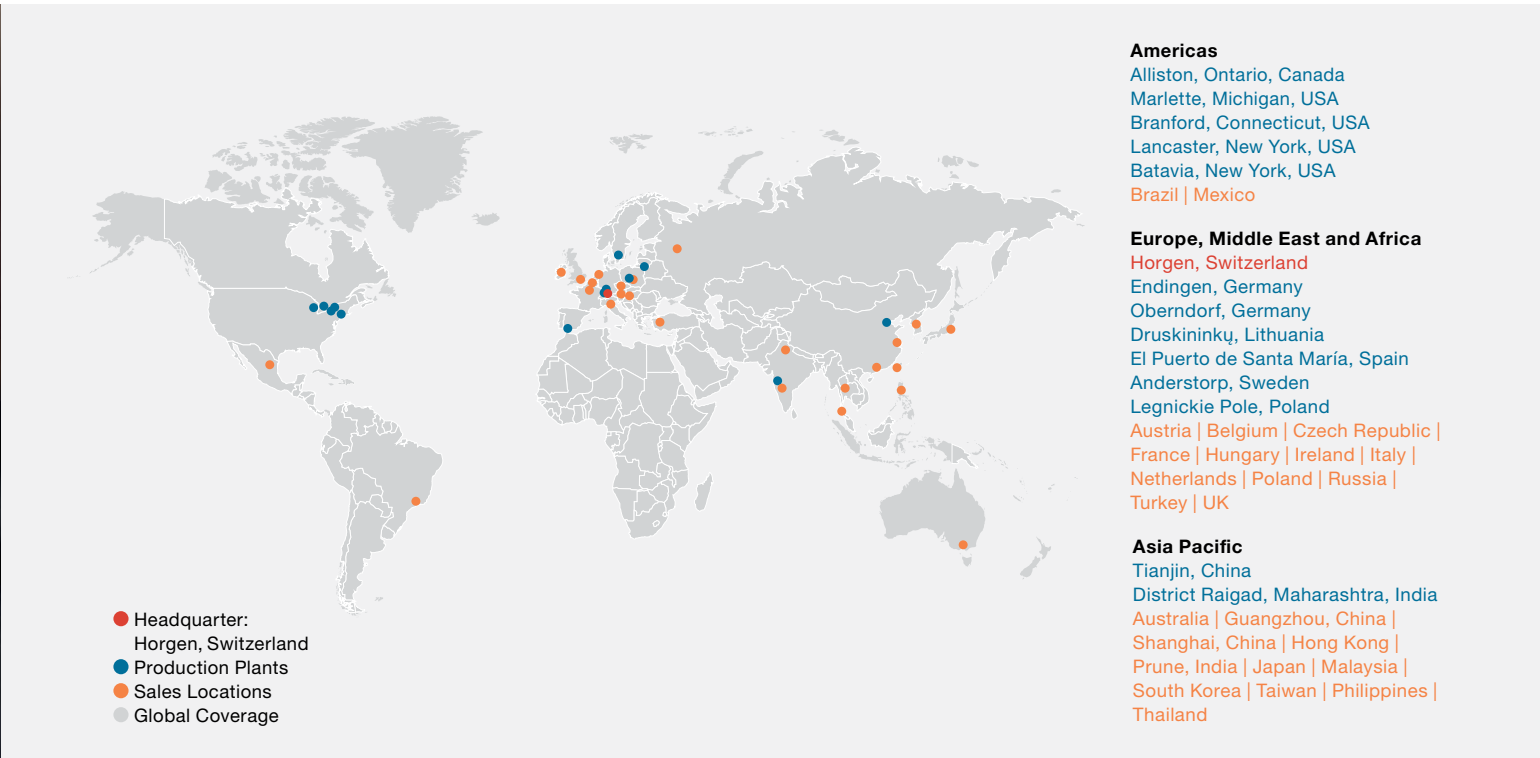 Americas
Alliston, Ontario, Canada
Marlette, Michigan, USA
Branford, Connecticut, USA
Lancaster, New York, USA
Batavia, New York, USA
Brazil | Mexico
Europe, Middle East and Africa
Horgen, Switzerland
Endingen, Germany
Oberndorf, Germany
Druskininkų, Lithuania
El Puerto de Santa María, Spain
Anderstorp, Sweden
Legnickie Pole, Poland
Austria | Belgium | Czech Republic |
France | Hungary | Ireland | Italy |
Netherlands | Poland | Russia |
Turkey | UK
Asia Pacific
Tianjin, China
District Raigad, Maharashtra, India
Australia | Guangzhou, China |
Shanghai, China | Hong Kong |
Prune, India | Japan | Malaysia |
South Korea | Taiwan | Philippines |
Thailand
Headquarter:
Horgen, Switzerland
Production Plants
Sales Locations
Global Coverage